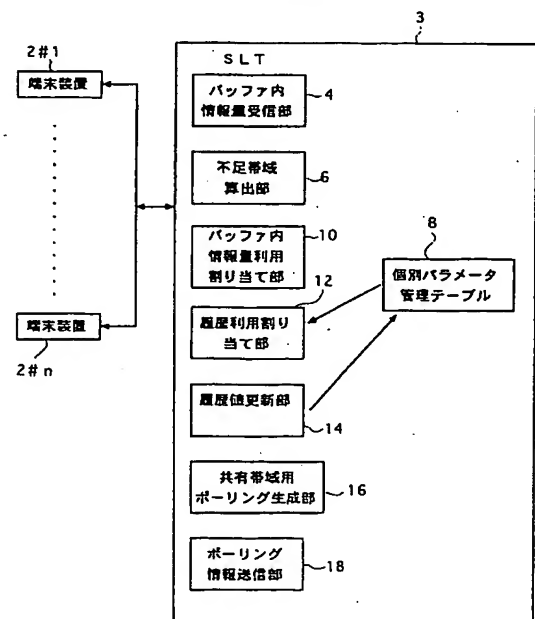 3
2#1
端末装置
SLT
バッファ内
情報量受信部
4
不足帯域
算出部
6
バッファ内
情報量利用
割り当て部
10
8
個別パラメータ
管理テーブル
12
履歴利用割り
当て部
端末装置
2#n
履歴値更新部
14
共有帯域用
ポーリング生成部
16
ポーリング
情報送信部
18